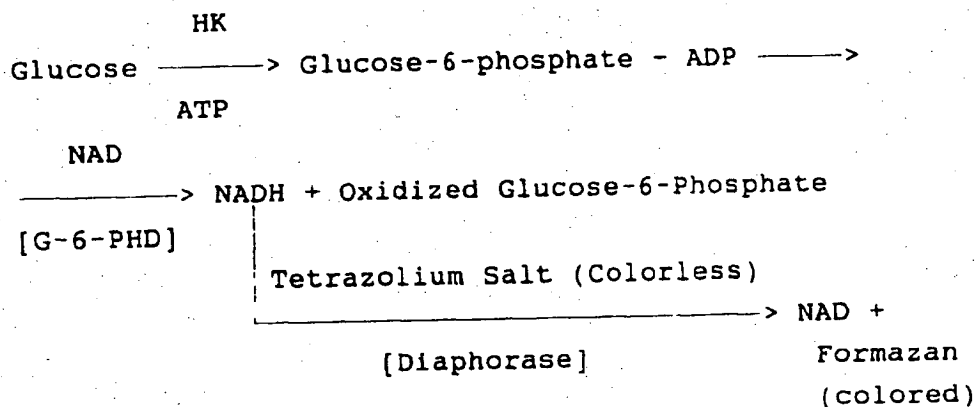 HK
Glucose ———> Glucose-6-phosphate - ADP ———>
ATP
NAD
————> NADH + Oxidized Glucose-6-Phosphate
[G-6-PHD]
Tetrazolium Salt (Colorless)
————————> NAD +
[Diaphorase] Formazan
(colored)